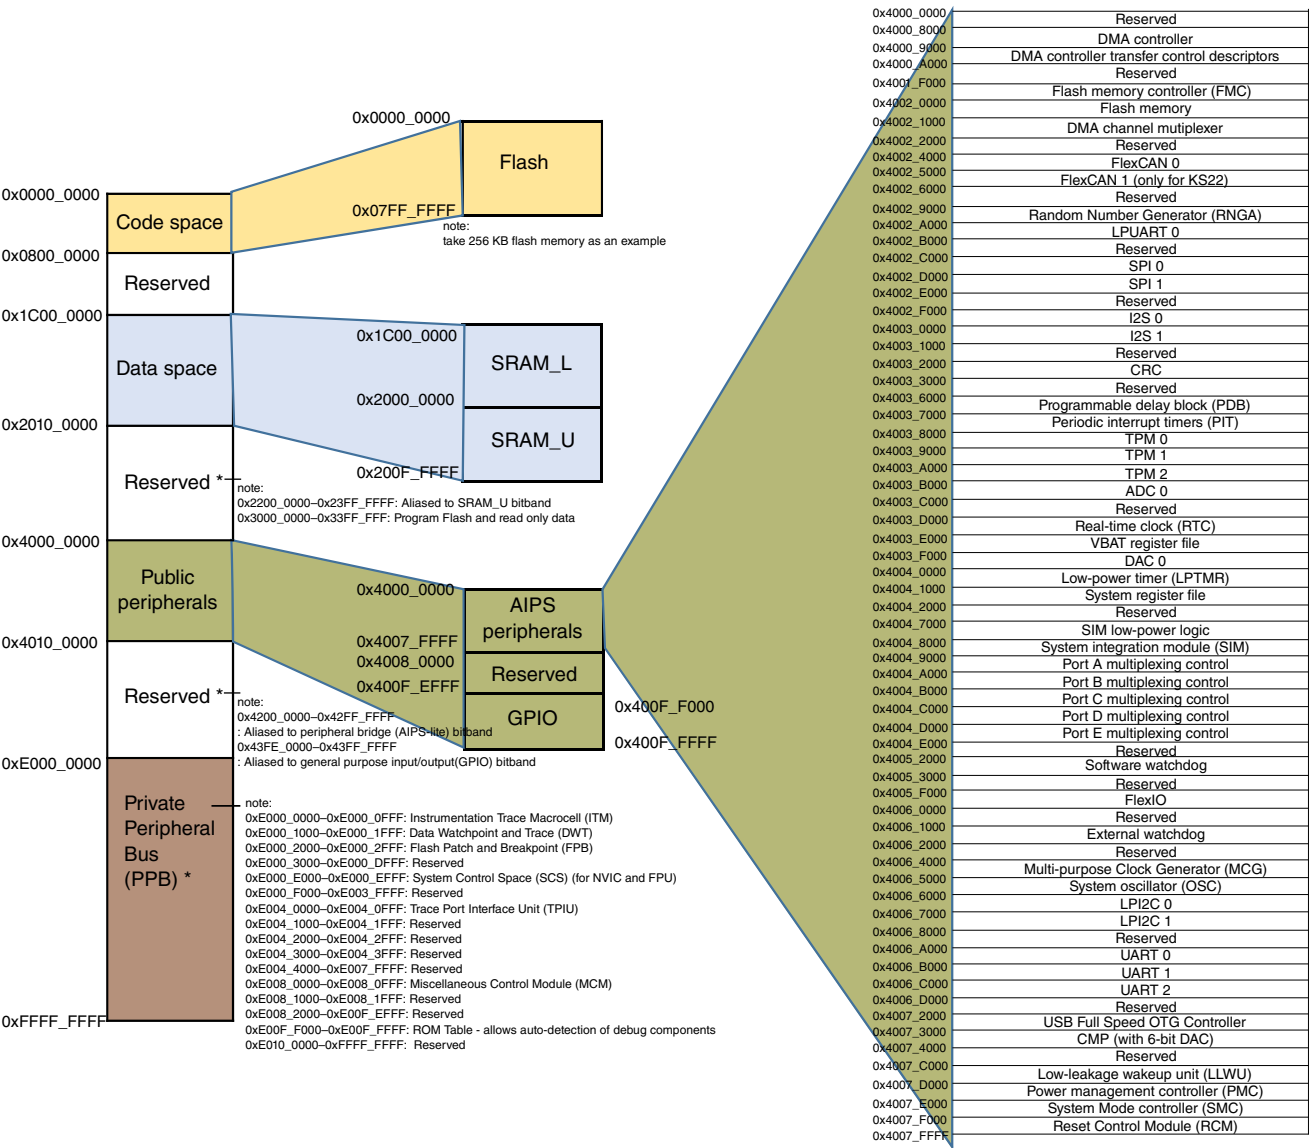 0x0000_0000
Code space
0x0800_0000
Reserved
0x1C00_0000
Data space
0x2010_0000
Reserved *
0x4000_0000
Public
peripherals
0x4010_0000
Reserved *
0xE000_0000
Private
Peripheral
Bus
(PPB) *
0xFFFF_FFFF
0x0000_0000
Flash
0x07FF_FFFF
note:
take 256 KB flash memory as an example
0x1C00_0000
SRAM_L
0x2000_0000
SRAM_U
0x200F_FFFF
note:
0x2200_0000–0x23FF_FFFF: Aliased to SRAM_U bitband
0x3000_0000–0x33FF_FFF: Program Flash and read only data
0x4000_0000
AIPS
peripherals
0x4007_FFFF
0x4008_0000
Reserved
0x400F_EFFF
GPIO
0x400F_F000
0x400F_FFFF
note:
0x4200_0000–0x42FF_FFFF
: Aliased to peripheral bridge (AIPS-lite) bitband
0x43FE_0000–0x43FF_FFFF
: Aliased to general purpose input/output(GPIO) bitband
note:
0xE000_0000–0xE000_0FFF: Instrumentation Trace Macrocell (ITM)
0xE000_1000–0xE000_1FFF: Data Watchpoint and Trace (DWT)
0xE000_2000–0xE000_2FFF: Flash Patch and Breakpoint (FPB)
0xE000_3000–0xE000_DFFF: Reserved
0xE000_E000–0xE000_EFFF: System Control Space (SCS) (for NVIC and FPU)
0xE000_F000–0xE003_FFFF: Reserved
0xE004_0000–0xE004_0FFF: Trace Port Interface Unit (TPIU)
0xE004_1000–0xE004_1FFF: Reserved
0xE004_2000–0xE004_2FFF: Reserved
0xE004_3000–0xE004_3FFF: Reserved
0xE004_4000–0xE007_FFFF: Reserved
0xE008_0000–0xE008_0FFF: Miscellaneous Control Module (MCM)
0xE008_1000–0xE008_1FFF: Reserved
0xE008_2000–0xE00F_EFFF: Reserved
0xE00F_F000–0xE00F_FFFF: ROM Table - allows auto-detection of debug components
0xE010_0000–0xFFFF_FFFF: Reserved
0x4000_0000
Reserved
0x4000_8000
DMA controller
0x4000_9000
DMA controller transfer control descriptors
0x4000_A000
Reserved
0x4001_F000
Flash memory controller (FMC)
0x4002_0000
Flash memory
0x4002_1000
DMA channel mutiplexer
0x4002_2000
Reserved
0x4002_4000
FlexCAN 0
0x4002_5000
FlexCAN 1 (only for KS22)
0x4002_6000
Reserved
0x4002_9000
Random Number Generator (RNGA)
0x4002_A000
LPUART 0
0x4002_B000
Reserved
0x4002_C000
SPI 0
0x4002_D000
SPI 1
0x4002_E000
Reserved
0x4002_F000
I2S 0
0x4003_0000
I2S 1
0x4003_1000
Reserved
0x4003_2000
CRC
0x4003_3000
Reserved
0x4003_6000
Programmable delay block (PDB)
0x4003_7000
Periodic interrupt timers (PIT)
0x4003_8000
TPM 0
0x4003_9000
TPM 1
0x4003_A000
TPM 2
0x4003_B000
ADC 0
0x4003_C000
Reserved
0x4003_D000
Real-time clock (RTC)
0x4003_E000
VBAT register file
0x4003_F000
DAC 0
0x4004_0000
Low-power timer (LPTMR)
0x4004_1000
System register file
0x4004_2000
Reserved
0x4004_7000
SIM low-power logic
0x4004_8000
System integration module (SIM)
0x4004_9000
Port A multiplexing control
0x4004_A000
Port B multiplexing control
0x4004_B000
Port C multiplexing control
0x4004_C000
Port D multiplexing control
0x4004_D000
Port E multiplexing control
0x4004_E000
Reserved
0x4005_2000
Software watchdog
0x4005_3000
Reserved
0x4005_F000
FlexIO
0x4006_0000
Reserved
0x4006_1000
External watchdog
0x4006_2000
Reserved
0x4006_4000
Multi-purpose Clock Generator (MCG)
0x4006_5000
System oscillator (OSC)
0x4006_6000
LPI2C 0
0x4006_7000
LPI2C 1
0x4006_8000
Reserved
0x4006_A000
UART 0
0x4006_B000
UART 1
0x4006_C000
UART 2
0x4006_D000
Reserved
0x4007_2000
USB Full Speed OTG Controller
0x4007_3000
CMP (with 6-bit DAC)
0x4007_4000
Reserved
0x4007_C000
Low-leakage wakeup unit (LLWU)
0x4007_D000
Power management controller (PMC)
0x4007_E000
System Mode controller (SMC)
0x4007_F000
Reset Control Module (RCM)
0x4007_FFFF